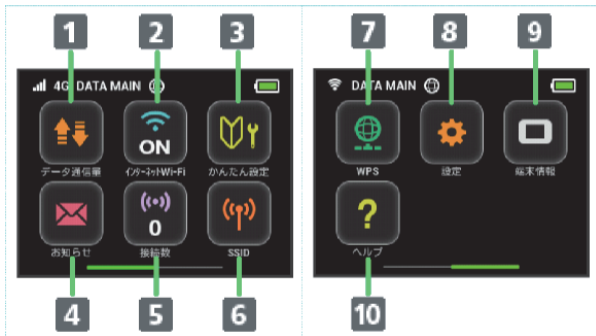 1 2 3
4G DATA MAIN
ON
データ通信量 インターネットWi-Fi かんたん設定
0
お知らせ 接続数 SSID
4 5 6
7 8 9
DATA MAIN
WPS 設定 端末情報
?
ヘルプ
10